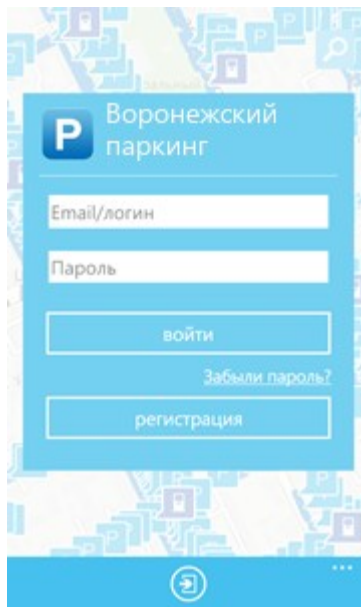 P
Воронежский
паркинг
Email/логин
Пароль
войти
Забыли пароль?
регистрация